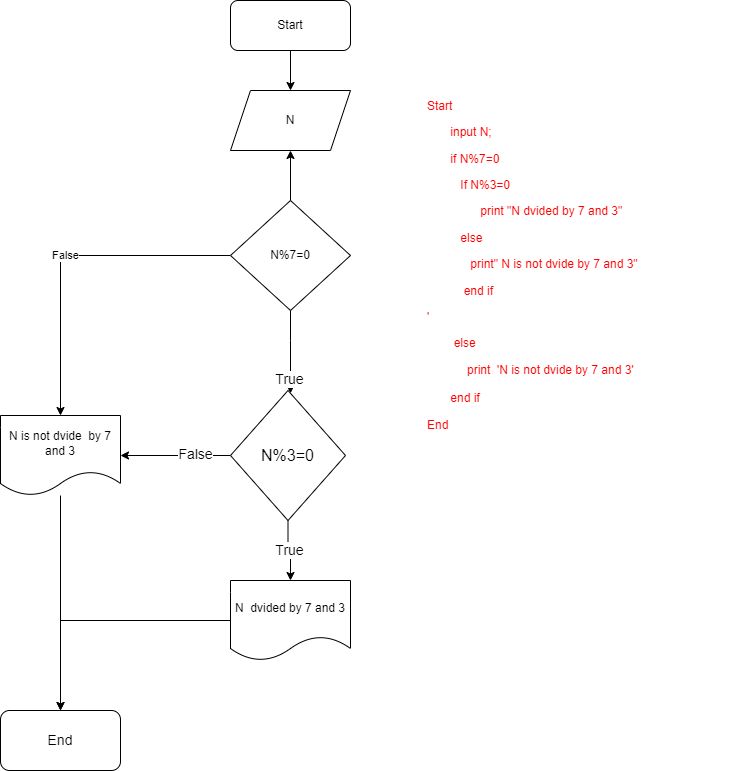 Start
N
N%7=0
False
True
N is not dvide  by 7
and 3
False
N%3=0
True
N  dvided by 7 and 3
End
Start
input N;
if N%7=0
If N%3=0
print "N dvided by 7 and 3"
else
print" N is not dvide by 7 and 3"
end if
'
else
print  'N is not dvide by 7 and 3'
end if
End